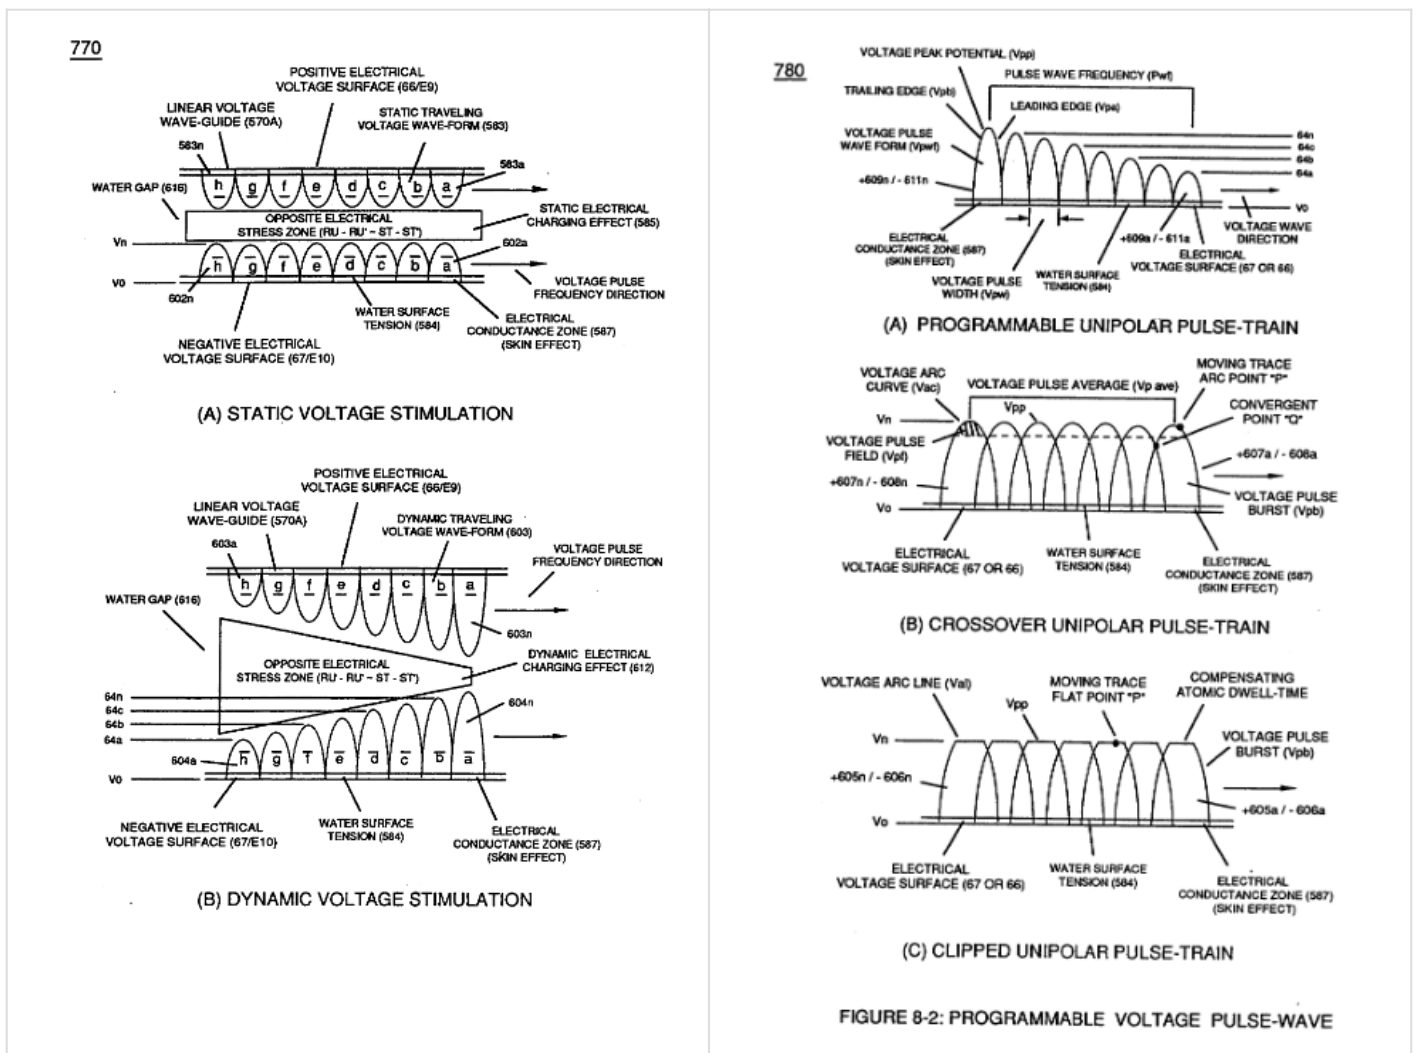 770
POSITIVE ELECTRICAL
VOLTAGE SURFACE (66/E9)
LINEAR VOLTAGE
WAVE-GUIDE (570A)
STATIC TRAVELING
VOLTAGE WAVE-FORM (583)
583n
583a
h g f e d c b a
WATER GAP (616)
OPPOSITE ELECTRICAL
STRESS ZONE (RU - RU' ~ ST - ST')
STATIC ELECTRICAL
CHARGING EFFECT (585)
Vn
602a
h g f e d c b a
Vo
602n
VOLTAGE PULSE
FREQUENCY DIRECTION
WATER SURFACE
TENSION (584)
ELECTRICAL
CONDUCTANCE ZONE (587)
(SKIN EFFECT)
NEGATIVE ELECTRICAL
VOLTAGE SURFACE (67/E10)
(A) STATIC VOLTAGE STIMULATION
POSITIVE ELECTRICAL
VOLTAGE SURFACE (66/E9)
LINEAR VOLTAGE
WAVE-GUIDE (570A)
DYNAMIC TRAVELING
VOLTAGE WAVE-FORM (603)
603a
VOLTAGE PULSE
FREQUENCY DIRECTION
h g f e d c b a
WATER GAP (616)
603n
OPPOSITE ELECTRICAL
STRESS ZONE (RU' - RU' ~ ST - ST')
DYNAMIC ELECTRICAL
CHARGING EFFECT (612)
64n
64c
64b
64a
604n
604a
h g f e d c b a
Vo
NEGATIVE ELECTRICAL
VOLTAGE SURFACE (67/E10)
WATER SURFACE
TENSION (584)
ELECTRICAL
CONDUCTANCE ZONE (587)
(SKIN EFFECT)
(B) DYNAMIC VOLTAGE STIMULATION
780
VOLTAGE PEAK POTENTIAL (Vpp)
PULSE WAVE FREQUENCY (Pwf)
TRAILING EDGE (Vpb)
LEADING EDGE (Vpa)
VOLTAGE PULSE
WAVE FORM (Vpwf)
64n
64c
64b
64a
+609n / - 611n
Vo
VOLTAGE WAVE
DIRECTION
ELECTRICAL
CONDUCTANCE ZONE (587)
(SKIN EFFECT)
+609a / - 611a
ELECTRICAL
VOLTAGE SURFACE (67 OR 66)
VOLTAGE PULSE
WIDTH (Vpw)
WATER SURFACE
TENSION (584)
(A) PROGRAMMABLE UNIPOLAR PULSE-TRAIN
VOLTAGE ARC
CURVE (Vac)
VOLTAGE PULSE AVERAGE (Vp ave)
MOVING TRACE
ARC POINT "P"
Vn
Vpp
CONVERGENT
POINT "Q"
VOLTAGE PULSE
FIELD (Vpf)
+607a / - 608a
+607n / - 608n
VOLTAGE PULSE
BURST (Vpb)
Vo
ELECTRICAL
VOLTAGE SURFACE (67 OR 66)
WATER SURFACE
TENSION (584)
ELECTRICAL
CONDUCTANCE ZONE (587)
(SKIN EFFECT)
(B) CROSSOVER UNIPOLAR PULSE-TRAIN
VOLTAGE ARC LINE (Val)
MOVING TRACE
FLAT POINT "P"
COMPENSATING
ATOMIC DWELL-TIME
Vpp
Vn
VOLTAGE PULSE
BURST (Vpb)
+605n / - 606n
+605a / - 606a
Vo
ELECTRICAL
VOLTAGE SURFACE (67 OR 66)
WATER SURFACE
TENSION (584)
ELECTRICAL
CONDUCTANCE ZONE (587)
(SKIN EFFECT)
(C) CLIPPED UNIPOLAR PULSE-TRAIN
FIGURE 8-2: PROGRAMMABLE VOLTAGE PULSE-WAVE